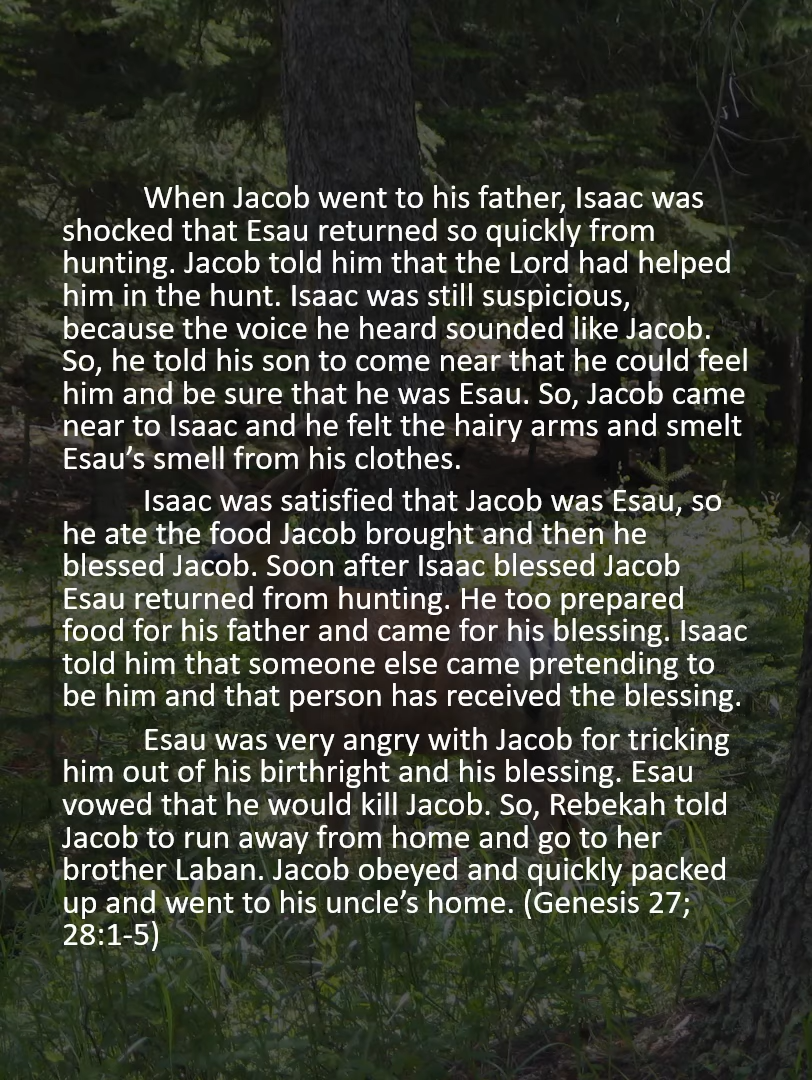 When Jacob went to his father, Isaac was
shocked that Esau returned so quickly from
hunting. Jacob told him that the Lord had helped
him in the hunt. Isaac was still suspicious,
because the voice he heard sounded like Jacob.
So, he told his son to come near that he could feel
him and be sure that he was Esau. So, Jacob came
near to Isaac and he felt the hairy arms and smelt
Esau’s smell from his clothes.
Isaac was satisfied that Jacob was Esau, so
he ate the food Jacob brought and then he
blessed Jacob. Soon after Isaac blessed Jacob
Esau returned from hunting. He too prepared
food for his father and came for his blessing. Isaac
told him that someone else came pretending to
be him and that person has received the blessing.
Esau was very angry with Jacob for tricking
him out of his birthright and his blessing. Esau
vowed that he would kill Jacob. So, Rebekah told
Jacob to run away from home and go to her
brother Laban. Jacob obeyed and quickly packed
up and went to his uncle’s home. (Genesis 27;
28:1-5)